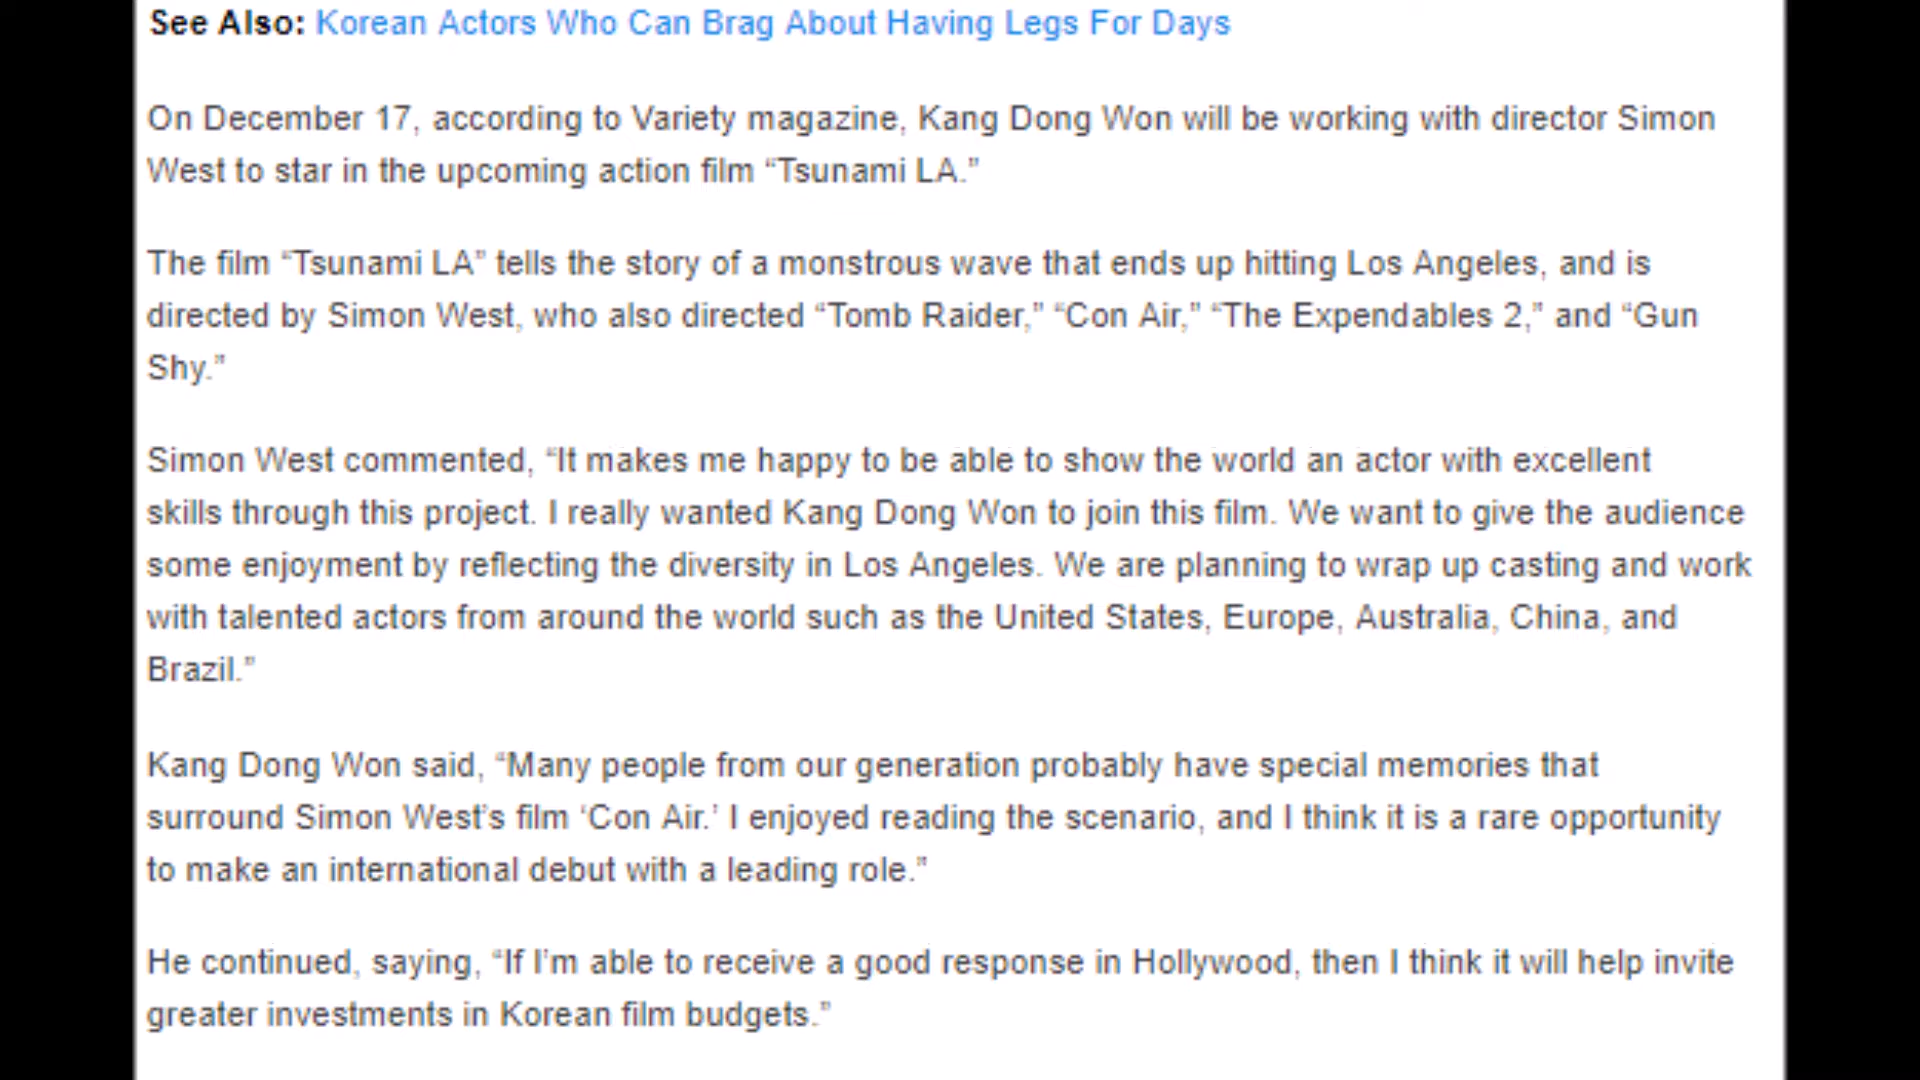 See Also: Korean Actors Who Can Brag About Having Legs For Days
On December 17, according to Variety magazine, Kang Dong Won will be working with director Simon
West to star in the upcoming action film “Tsunami LA.”
The film “Tsunami LA” tells the story of a monstrous wave that ends up hitting Los Angeles, and is
directed by Simon West, who also directed “Tomb Raider,” “Con Air,” “The Expendables 2,” and “Gun
Shy.”
Simon West commented, “It makes me happy to be able to show the world an actor with excellent
skills through this project. I really wanted Kang Dong Won to join this film. We want to give the audience
some enjoyment by reflecting the diversity in Los Angeles. We are planning to wrap up casting and work
with talented actors from around the world such as the United States, Europe, Australia, China, and
Brazil.”
Kang Dong Won said, “Many people from our generation probably have special memories that
surround Simon West’s film ‘Con Air.’ I enjoyed reading the scenario, and I think it is a rare opportunity
to make an international debut with a leading role.”
He continued, saying, “If I’m able to receive a good response in Hollywood, then I think it will help invite
greater investments in Korean film budgets.”